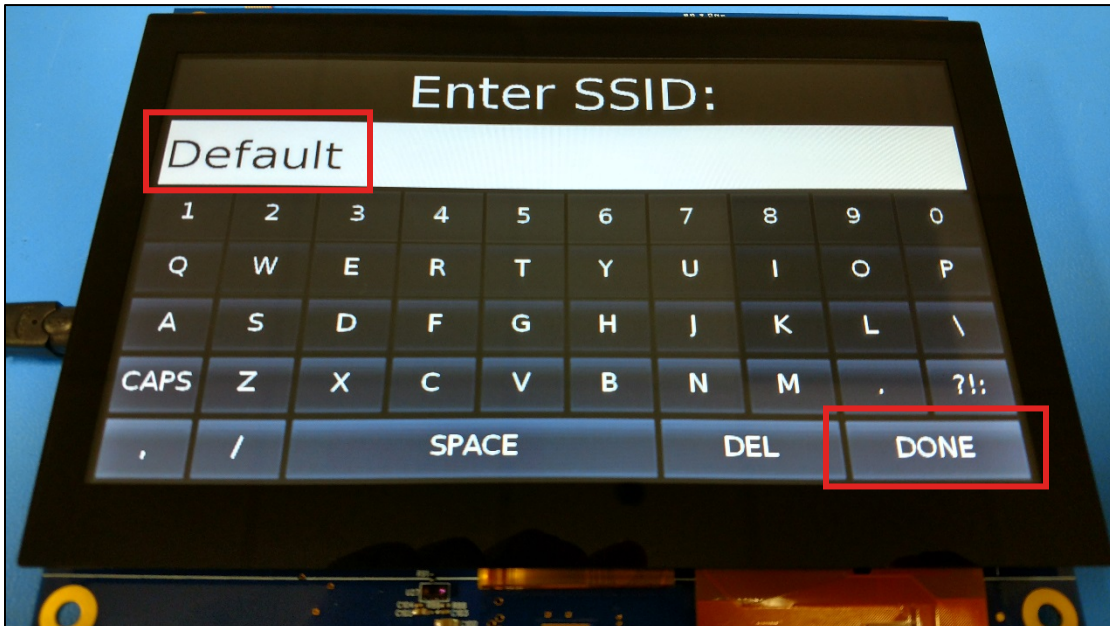 Enter SSID:
Default
1 2 3 4 5 6 7 8 9 0
Q W E R T Y U I O P
A S D F G H J K L \
CAPS Z X C V B N M . ?!:
, / SPACE DEL DONE